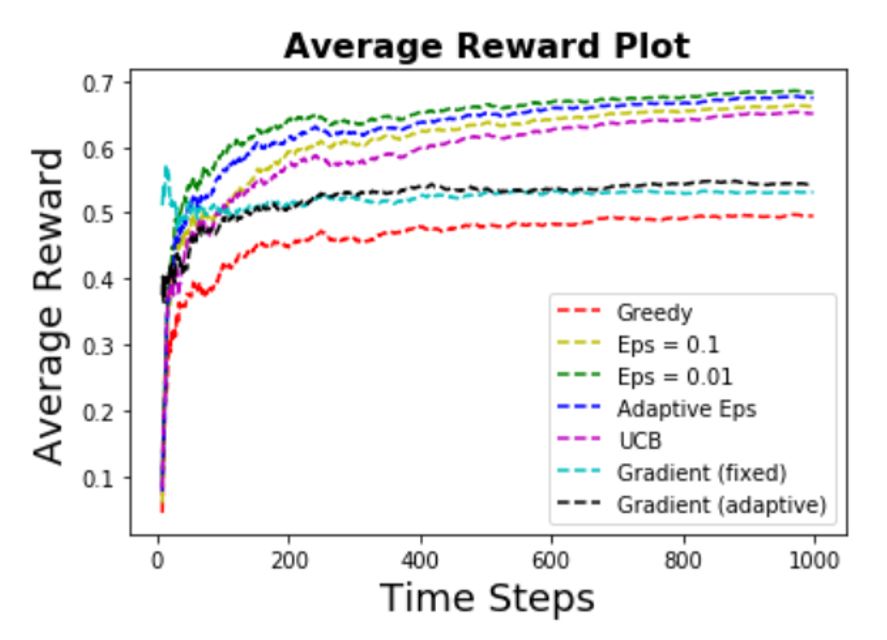 Average Reward Plot
Average Reward
0.7
0.6
0.5
0.4
0.3
0.2
0.1
Greedy
Eps = 0.1
Eps = 0.01
Adaptive Eps
UCB
Gradient (fixed)
Gradient (adaptive)
0 200 400 600 800 1000
Time Steps